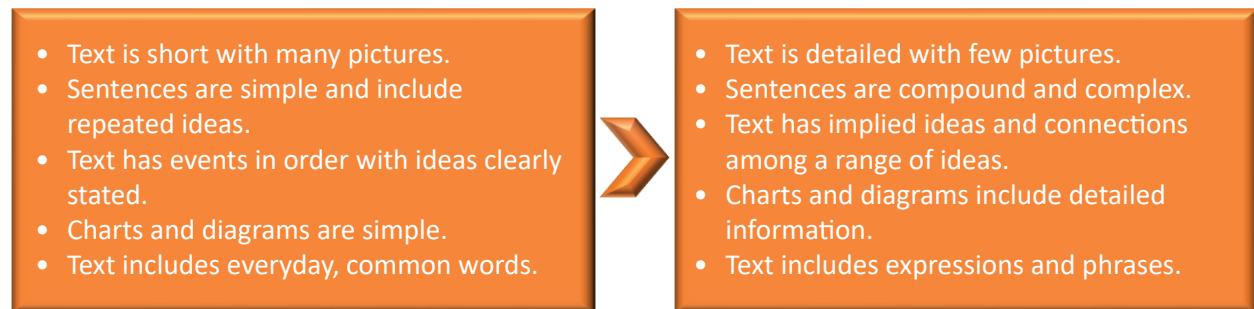 • Text is short with many pictures.
• Sentences are simple and include
repeated ideas.
• Text has events in order with ideas clearly
stated.
• Charts and diagrams are simple.
• Text includes everyday, common words.
• Text is detailed with few pictures.
• Sentences are compound and complex.
• Text has implied ideas and connections
among a range of ideas.
• Charts and diagrams include detailed
information.
• Text includes expressions and phrases.